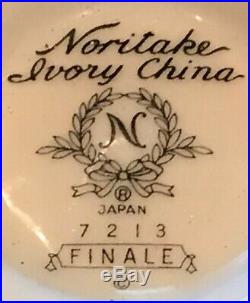 Noritake
Ivory China
N
®
JAPAN
7213
FINALE